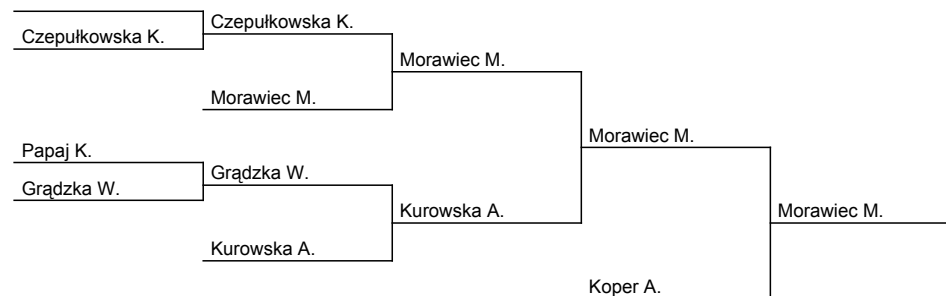 Czepułkowska K.
Czepułkowska K.
Morawiec M.
Morawiec M.
Morawiec M.
Papaj K.
Grądzka W.
Grądzka W.
Morawiec M.
Kurowska A.
Kurowska A.
Koper A.